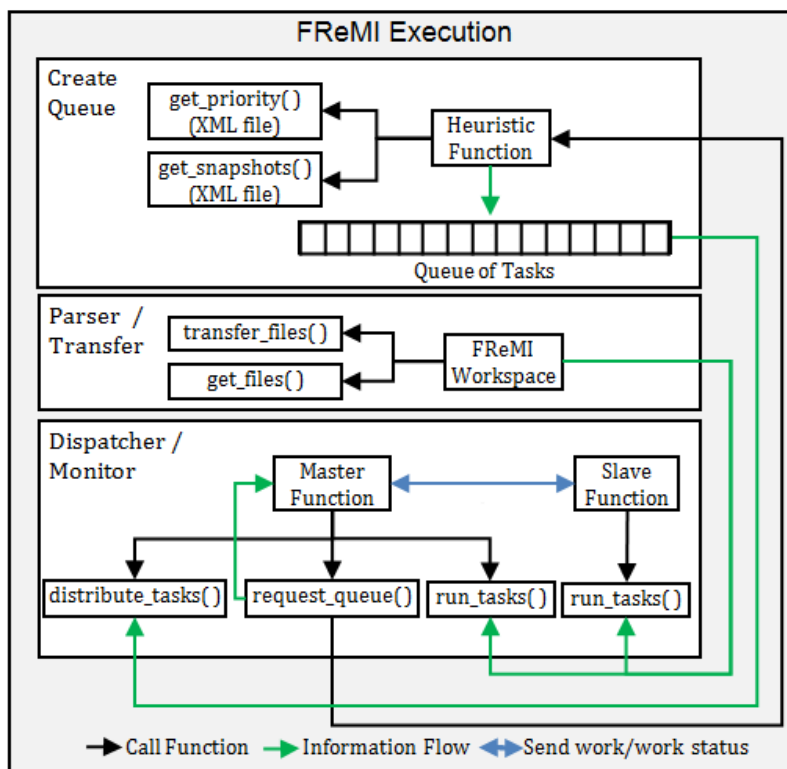 FReMI Execution
Create
Queue
get_priority()
(XML file)
Heuristic
Function
get_snapshots()
(XML file)
Queue of Tasks
Parser /
Transfer
transfer_files()
get_files()
FReMI
Workspace
Dispatcher /
Monitor
Master
Function
Slave
Function
distribute_tasks()
request_queue()
run_tasks()
run_tasks()
Call Function
Information Flow
Send work/work status